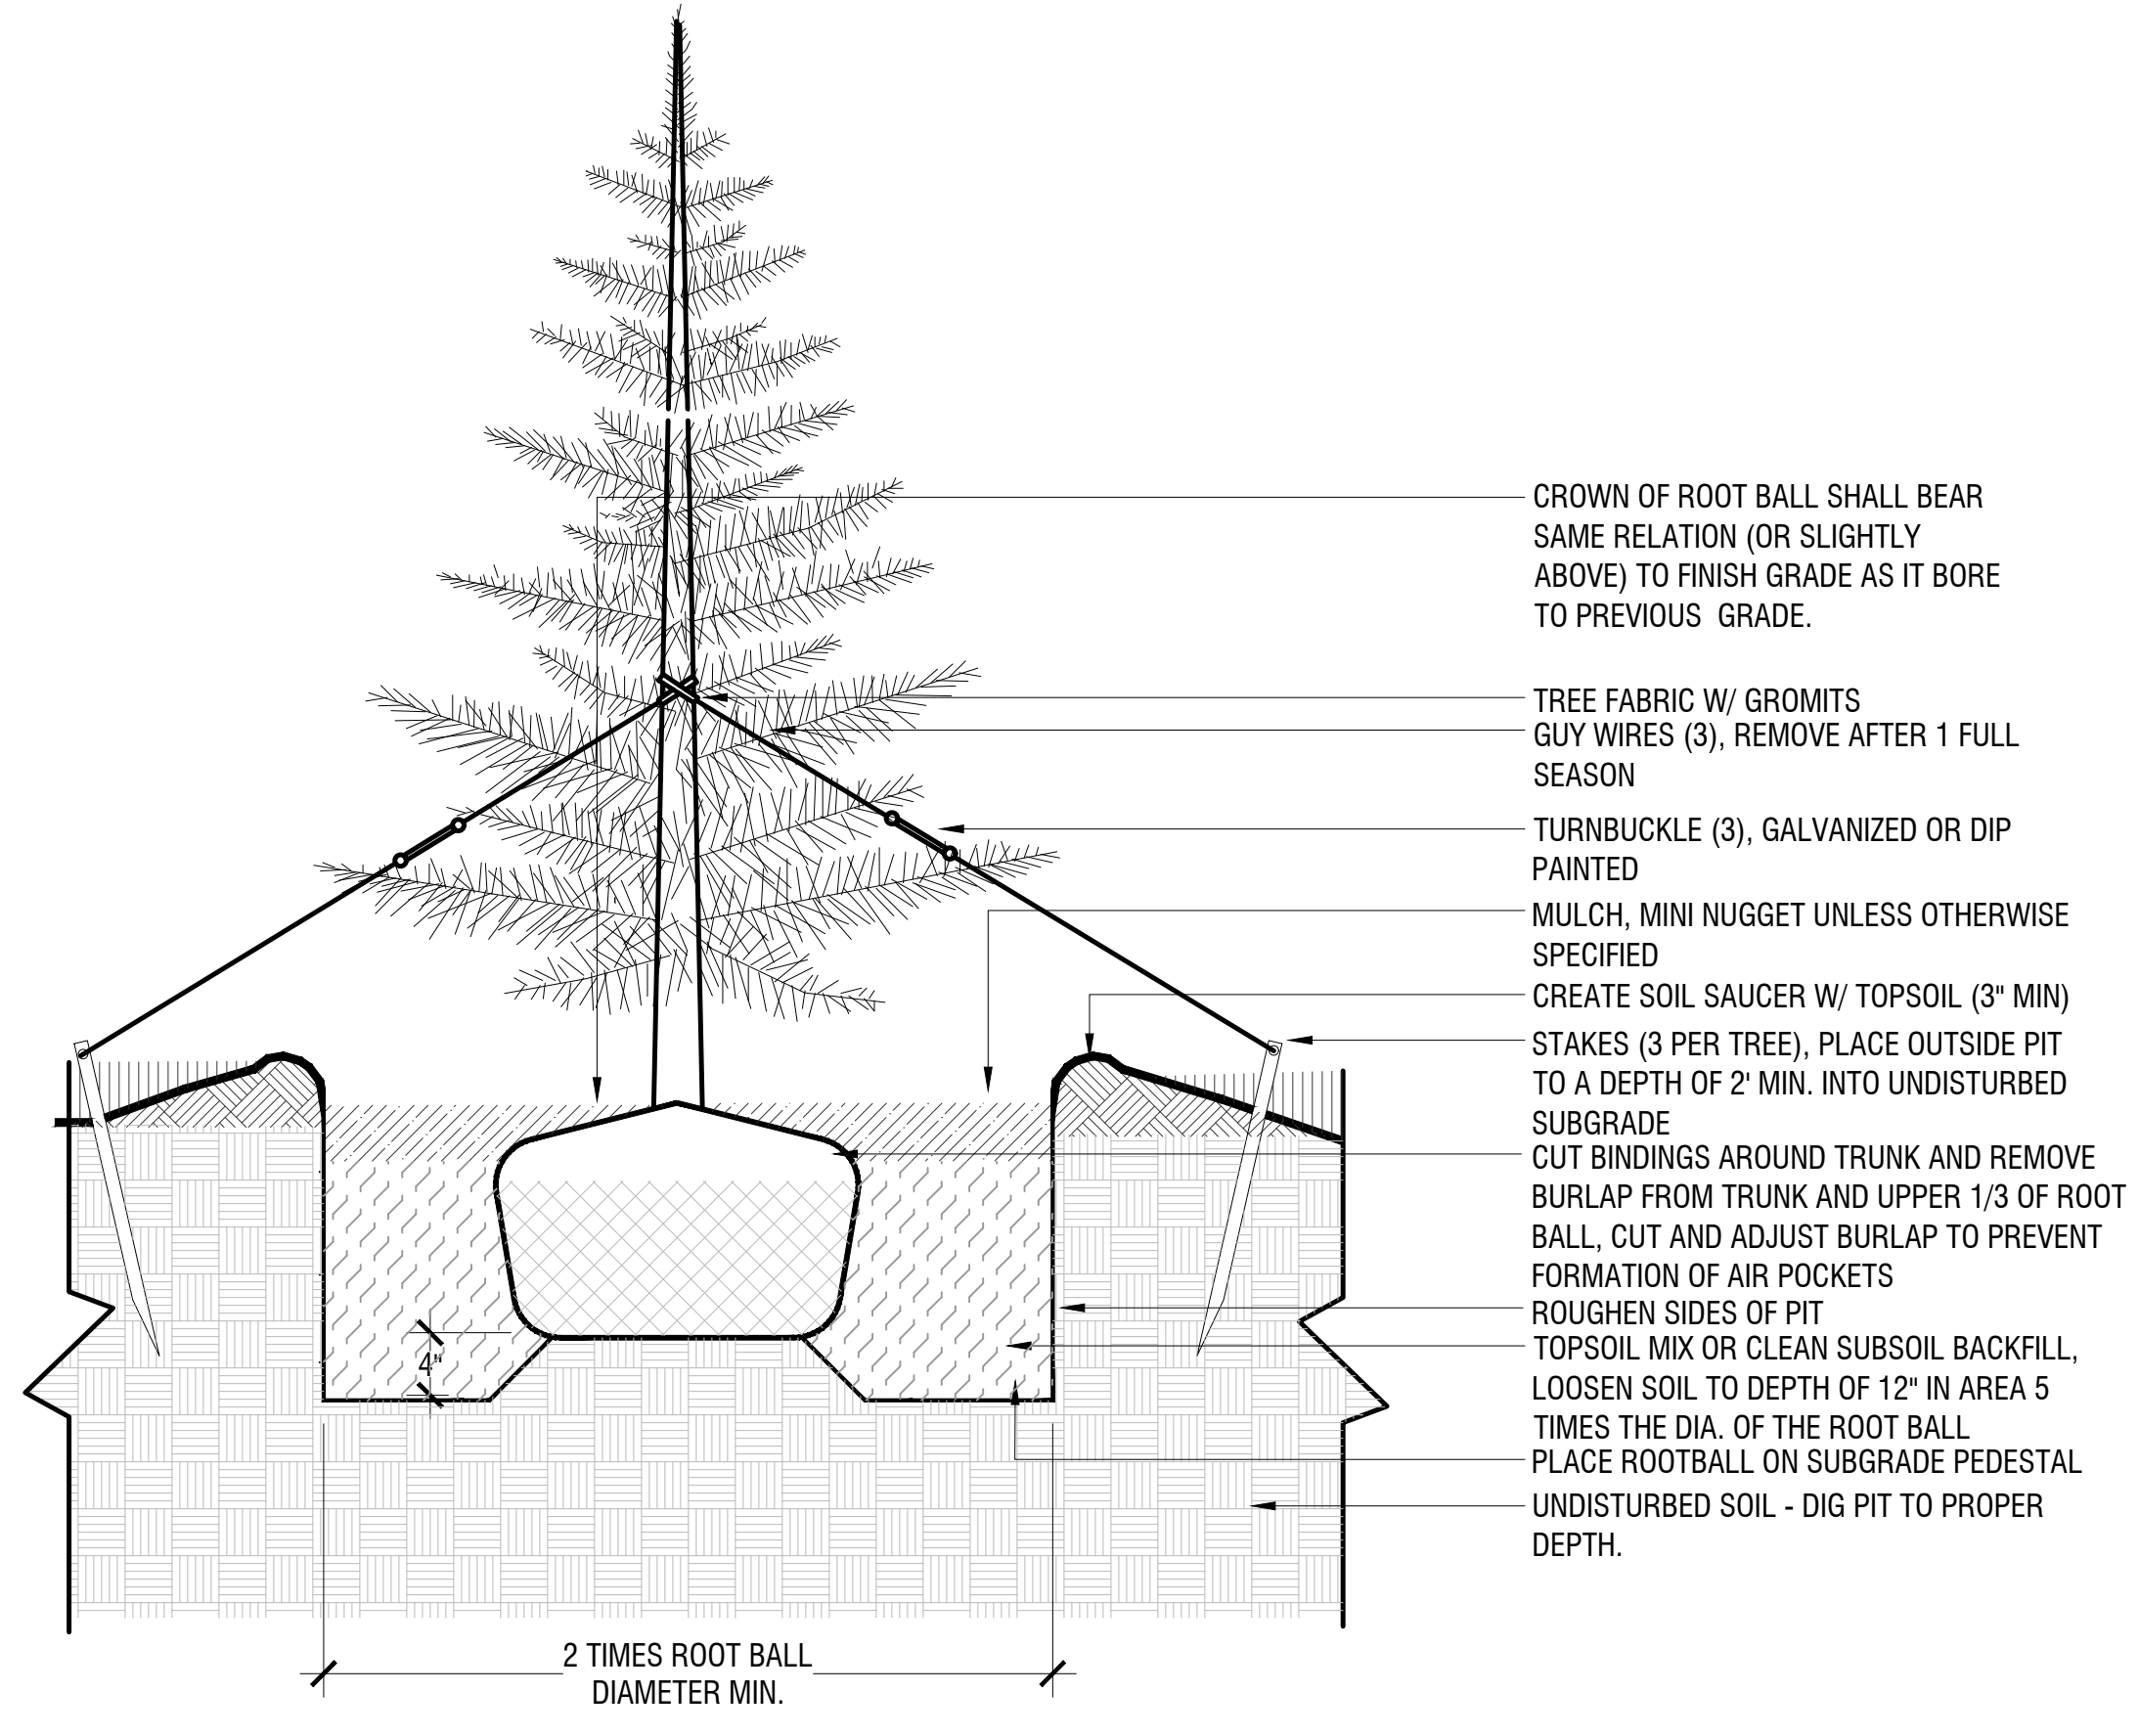 CROWN OF ROOT BALL SHALL BEAR
SAME RELATION (OR SLIGHTLY
ABOVE) TO FINISH GRADE AS IT BORE
TO PREVIOUS  GRADE.
TREE FABRIC W/ GROMITS
GUY WIRES (3), REMOVE AFTER 1 FULL
SEASON
TURNBUCKLE (3), GALVANIZED OR DIP
PAINTED
MULCH, MINI NUGGET UNLESS OTHERWISE
SPECIFIED
CREATE SOIL SAUCER W/ TOPSOIL (3" MIN)
STAKES (3 PER TREE), PLACE OUTSIDE PIT
TO A DEPTH OF 2' MIN. INTO UNDISTURBED
SUBGRADE
CUT BINDINGS AROUND TRUNK AND REMOVE
BURLAP FROM TRUNK AND UPPER 1/3 OF ROOT
BALL, CUT AND ADJUST BURLAP TO PREVENT
FORMATION OF AIR POCKETS
ROUGHEN SIDES OF PIT
TOPSOIL MIX OR CLEAN SUBSOIL BACKFILL,
LOOSEN SOIL TO DEPTH OF 12" IN AREA 5
TIMES THE DIA. OF THE ROOT BALL
PLACE ROOTBALL ON SUBGRADE PEDESTAL
UNDISTURBED SOIL - DIG PIT TO PROPER
DEPTH.
4"
2 TIMES ROOT BALL
DIAMETER MIN.